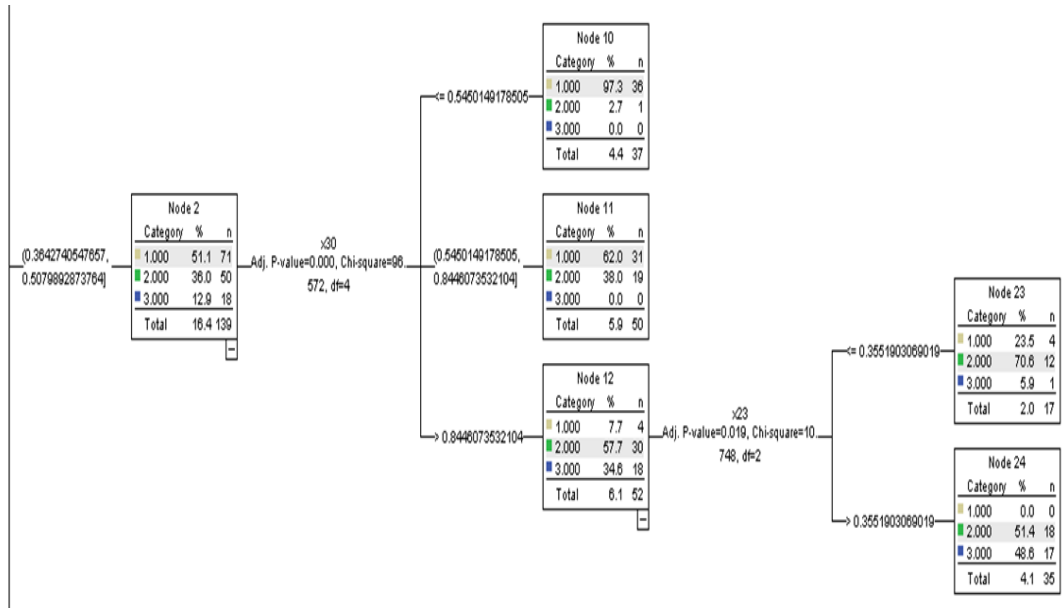 (0.3642740547657,
0.50798928737​64]
Node 2
Category % n
1.000 51.1 71
2.000 36.0 50
3.000 12.9 18
Total 16.4 139
x30
Adj. P-value=0.000, Chi-square=96.
572, df=4
<= 0.5450149178505
Node 10
Category % n
1.000 97.3 36
2.000 2.7 1
3.000 0.0 0
Total 4.4 37
(0.5450149178505,
0.8446073532104]
Node 11
Category % n
1.000 62.0 31
2.000 38.0 19
3.000 0.0 0
Total 5.9 50
> 0.8446073532104
Node 12
Category % n
1.000 7.7 4
2.000 57.7 30
3.000 34.6 18
Total 6.1 52
x23
Adj. P-value=0.019, Chi-square=10.
748, df=2
<= 0.3551903069019
Node 23
Category % n
1.000 23.5 4
2.000 70.6 12
3.000 5.9 1
Total 2.0 17
> 0.3551903069019
Node 24
Category % n
1.000 0.0 0
2.000 51.4 18
3.000 48.6 17
Total 4.1 35